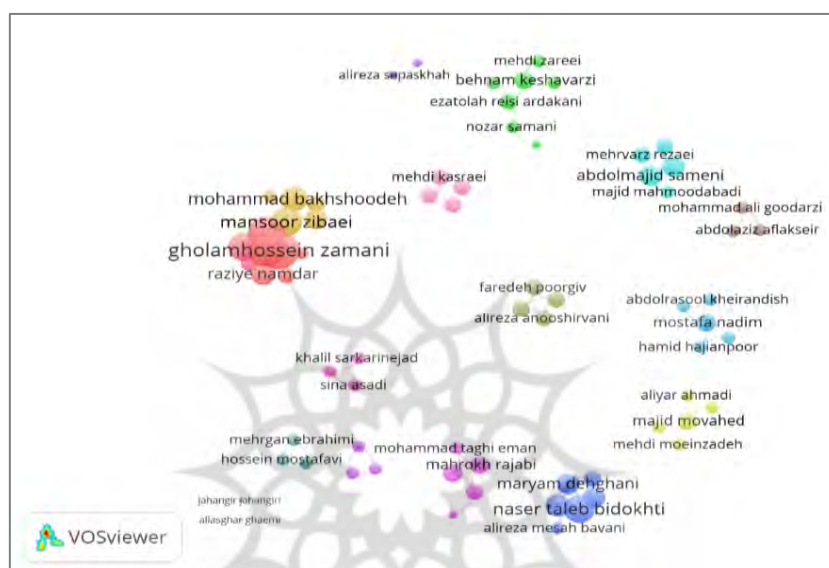 mehdi zareei
alireza sepaskhah
behnam keshavarzi
ezatolah reisi ardakani
nozar samani
mehrvarz rezaei
abdolmajid sameni
majid mahmoodabadi
mohammad ali goodarzi
abdolaziz aflakseir
mehdi kasraei
mohammad bakhshoodeh
mansoor zibaei
gholamhossein zamani
raziye namdar
faredeh poorgiv
alireza anooshirvani
abdolrasool kheirandish
mostafa nadim
hamid hajianpoor
khalil sarkarinejad
sina asadi
aliyar ahmadi
majid movahed
mehdi moeinzadeh
mehrgan ebrahimi
hossein mostafavi
mohammad taghi eman
mahrokh rajabi
maryam dehghani
naser taleb bidokhti
alireza mesah bavani
jahangir johangiri
aliasghar ghaemi
VOSviewer